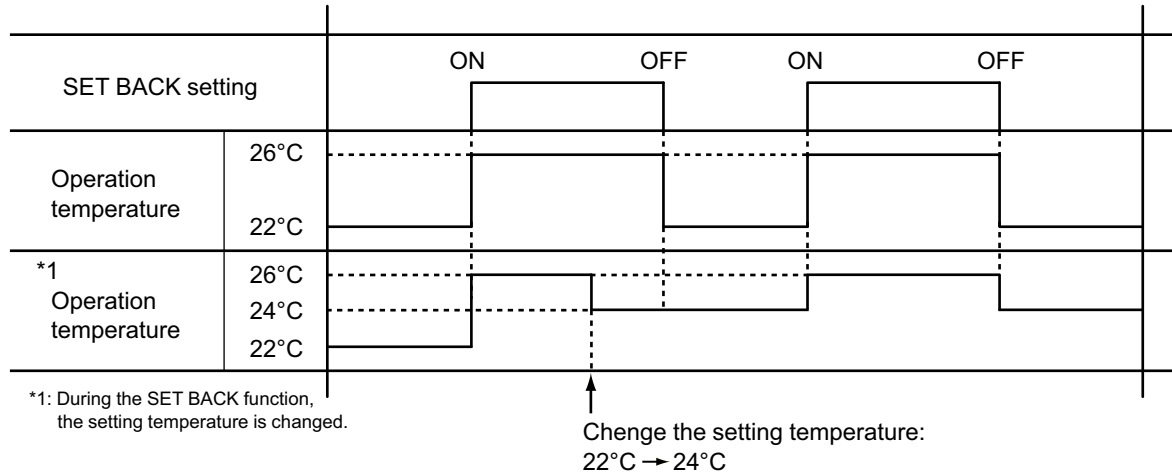 ON OFF ON OFF
SET BACK setting
26°C
Operation
temperature
22°C
*1
Operation
temperature
26°C
24°C
22°C
*1: During the SET BACK function,
the setting temperature is changed.
Chenge the setting temperature:
22°C → 24°C